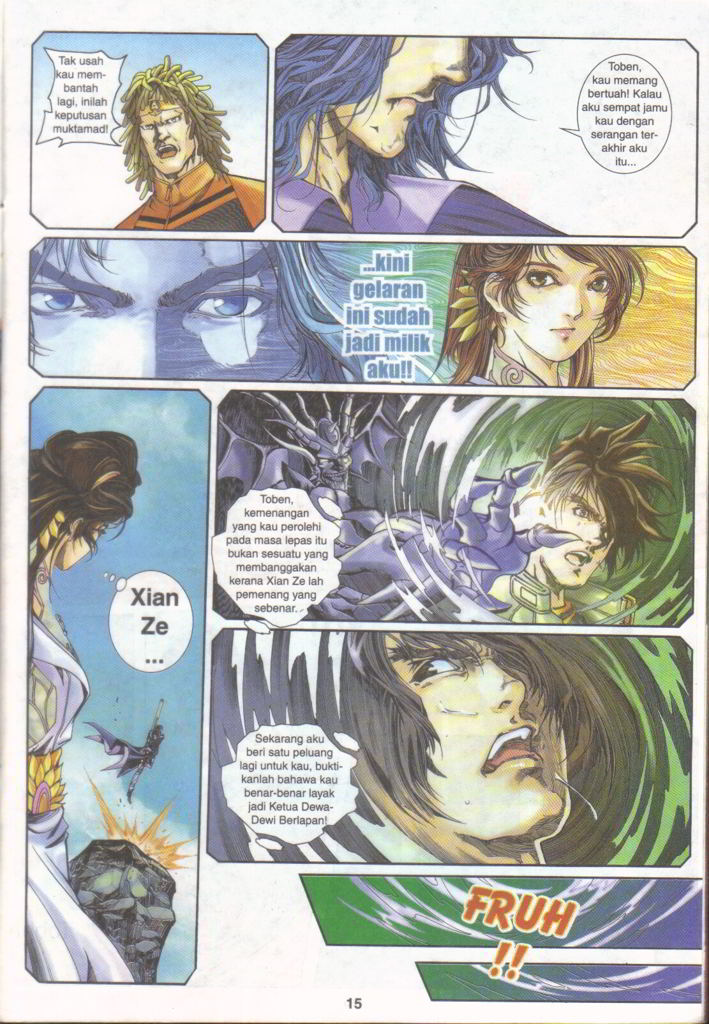 Tak usah
kau mem-
bantah
lagi, inilah
keputusan
muktamad!
Toben,
kau memang
bertuah! Kalau
aku sempat jamu
kau dengan
serangan ter-
akhir aku
itu...
...kini
gelaran
ini sudah
jadi milik
aku!!
Xian
Ze
...
Toben,
kemenangan
yang kau perolehi
pada masa lepas itu
bukan sesuatu yang
membanggakan
kerana Xian Ze lah
pemenang yang
sebenar.
Sekarang aku
beri satu peluang
lagi untuk kau, bukti-
kanlah bahawa kau
benar-benar layak
jadi Ketua Dewa-
Dewi Berlapan!
FRUH
!!
15